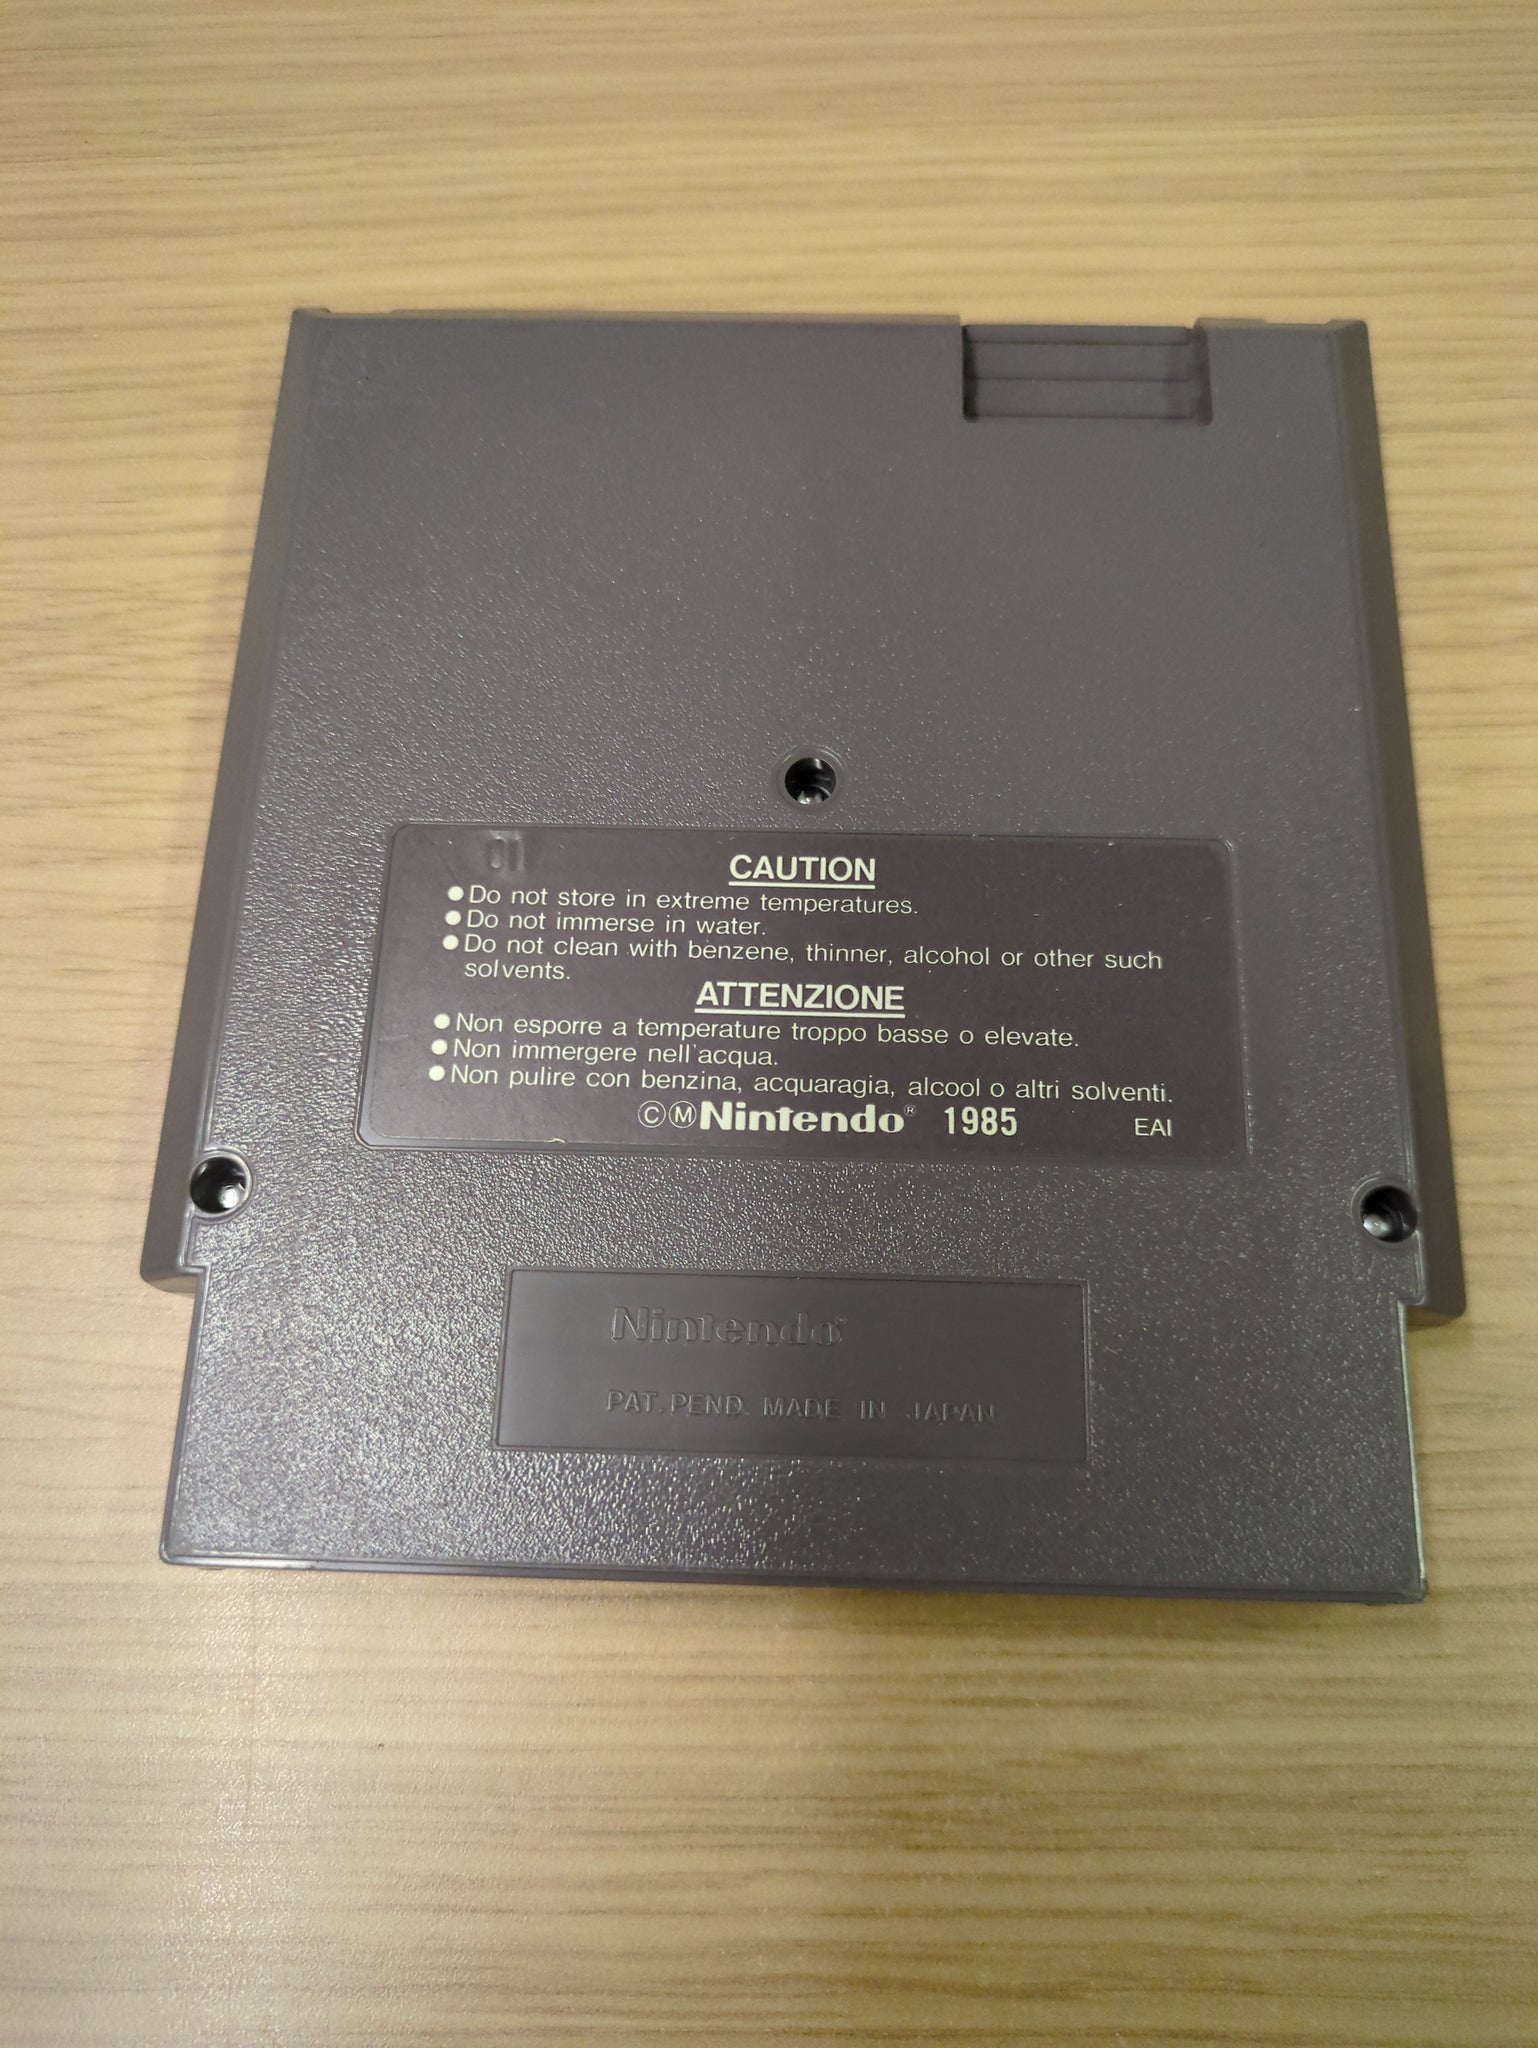 01
CAUTION
●Do not store in extreme temperatures.
●Do not immerse in water.
●Do not clean with benzene, thinner, alcohol or other such
solvents.
ATTENZIONE
●Non esporre a temperature troppo basse o elevate.
●Non immergere nell'acqua.
●Non pulire con benzina, acquaragia, alcool o altri solventi.
ⒸⓂNintendo® 1985 EAI
Nintendo®
PAT. PEND. MADE IN JAPAN